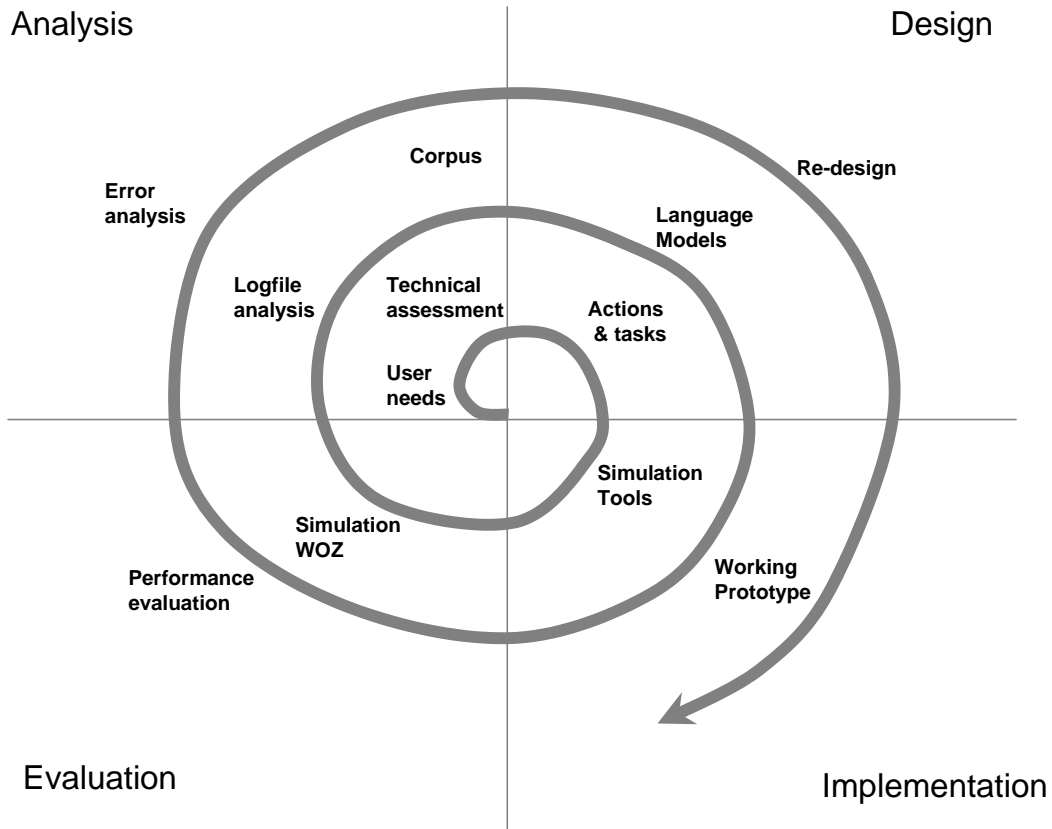 Analysis
Design
Corpus
Re-design
Error
analysis
Language
Models
Logfile
analysis
Technical
assessment
Actions
& tasks
User
needs
Simulation
Tools
Simulation
WOZ
Working
Prototype
Performance
evaluation
Evaluation
Implementation